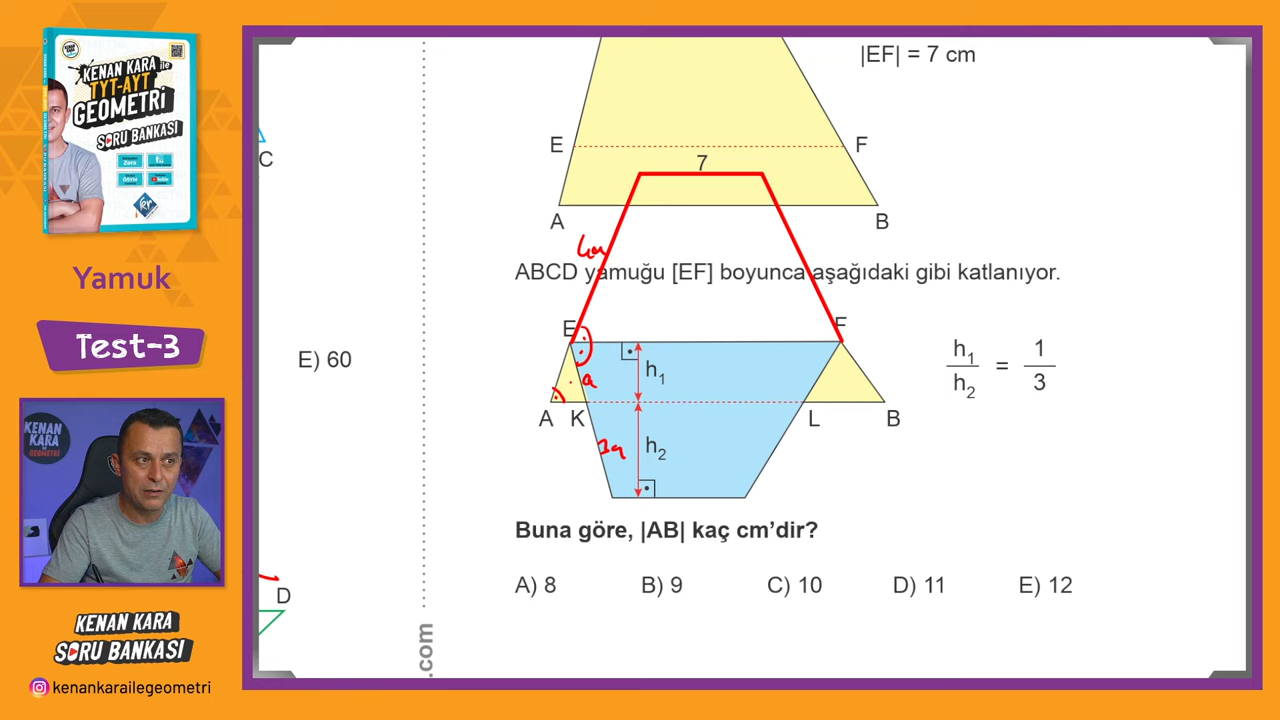 KENAN KARA ile
TYT-AYT
GEOMETRİ
SORU BANKASI
Yamuk
Test-3
KENAN
KARA
ile
GEOMETRİ
KENAN KARA
SORU BANKASI
kenankarailegeometri
C
E) 60
D
.com
|EF| = 7 cm
E
F
7
A
B
4a
ABCD yamuğu [EF] boyunca aşağıdaki gibi katlanıyor.
E
F
h1
a
A
K
L
B
3a
h2
h1
h2
=
1
3
Buna göre, |AB| kaç cm’dir?
A) 8 B) 9 C) 10 D) 11 E) 12